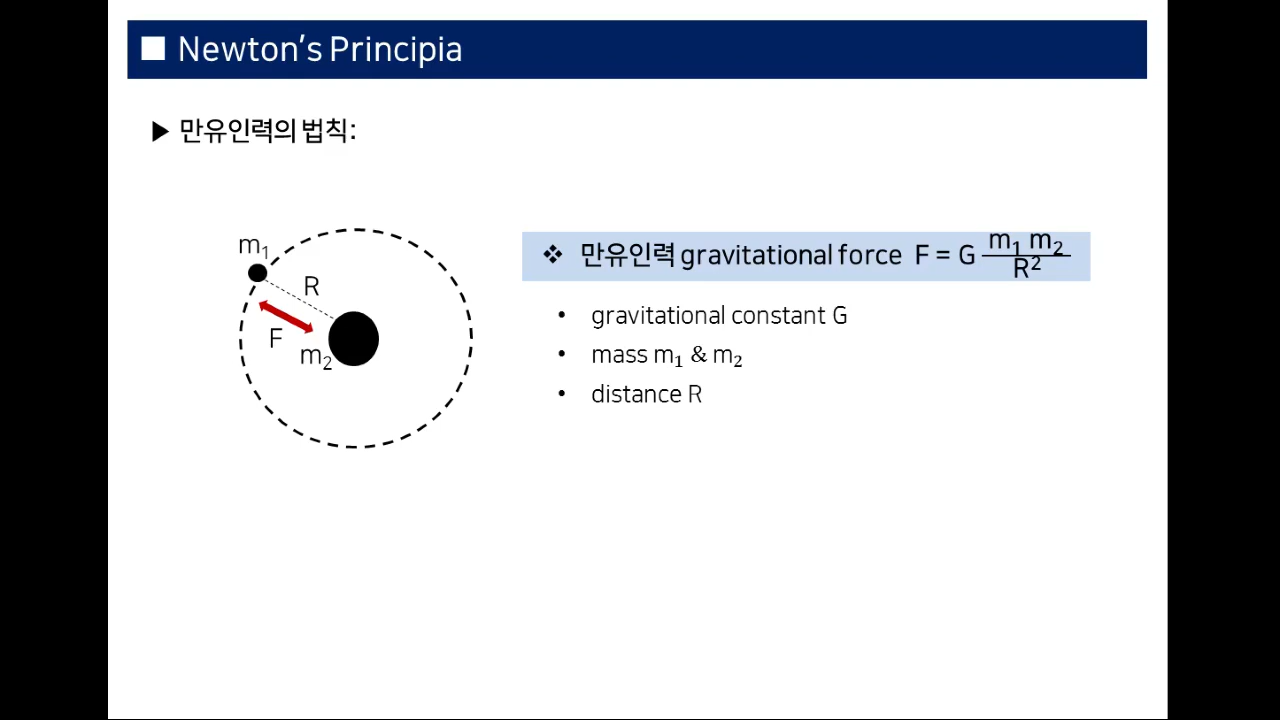 ■ Newton's Principia
▶ 만유인력의 법칙:
m₁
R
F
m₂
❖ 만유인력 gravitational force F = G m₁ m₂ / R²
• gravitational constant G
• mass m₁ & m₂
• distance R